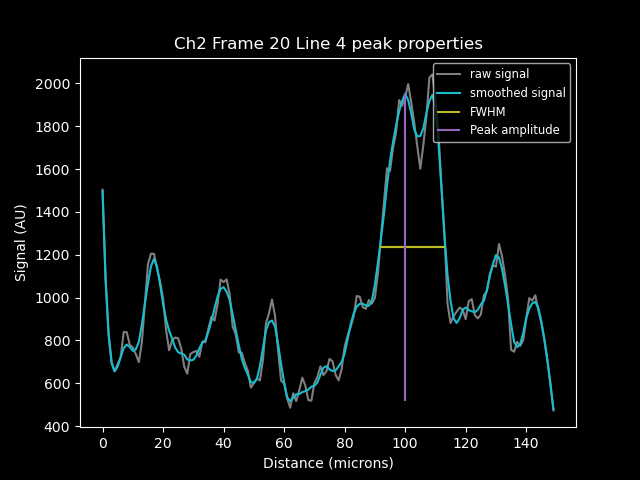 Ch2 Frame 20 Line 4 peak properties
raw signal
smoothed signal
FWHM
Peak amplitude
Signal (AU)
2000
1800
1600
1400
1200
1000
800
600
400
0 20 40 60 80 100 120 140
Distance (microns)